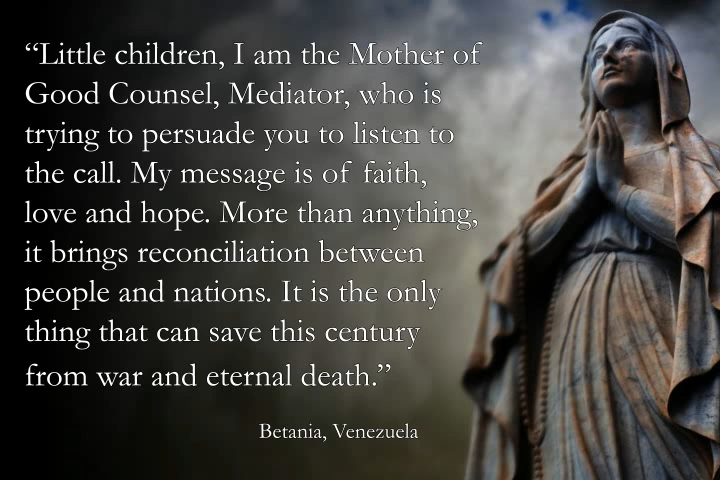 “Little children, I am the Mother of
Good Counsel, Mediator, who is
trying to persuade you to listen to
the call. My message is of faith,
love and hope. More than anything,
it brings reconciliation between
people and nations. It is the only
thing that can save this century
from war and eternal death.”
Betania, Venezuela